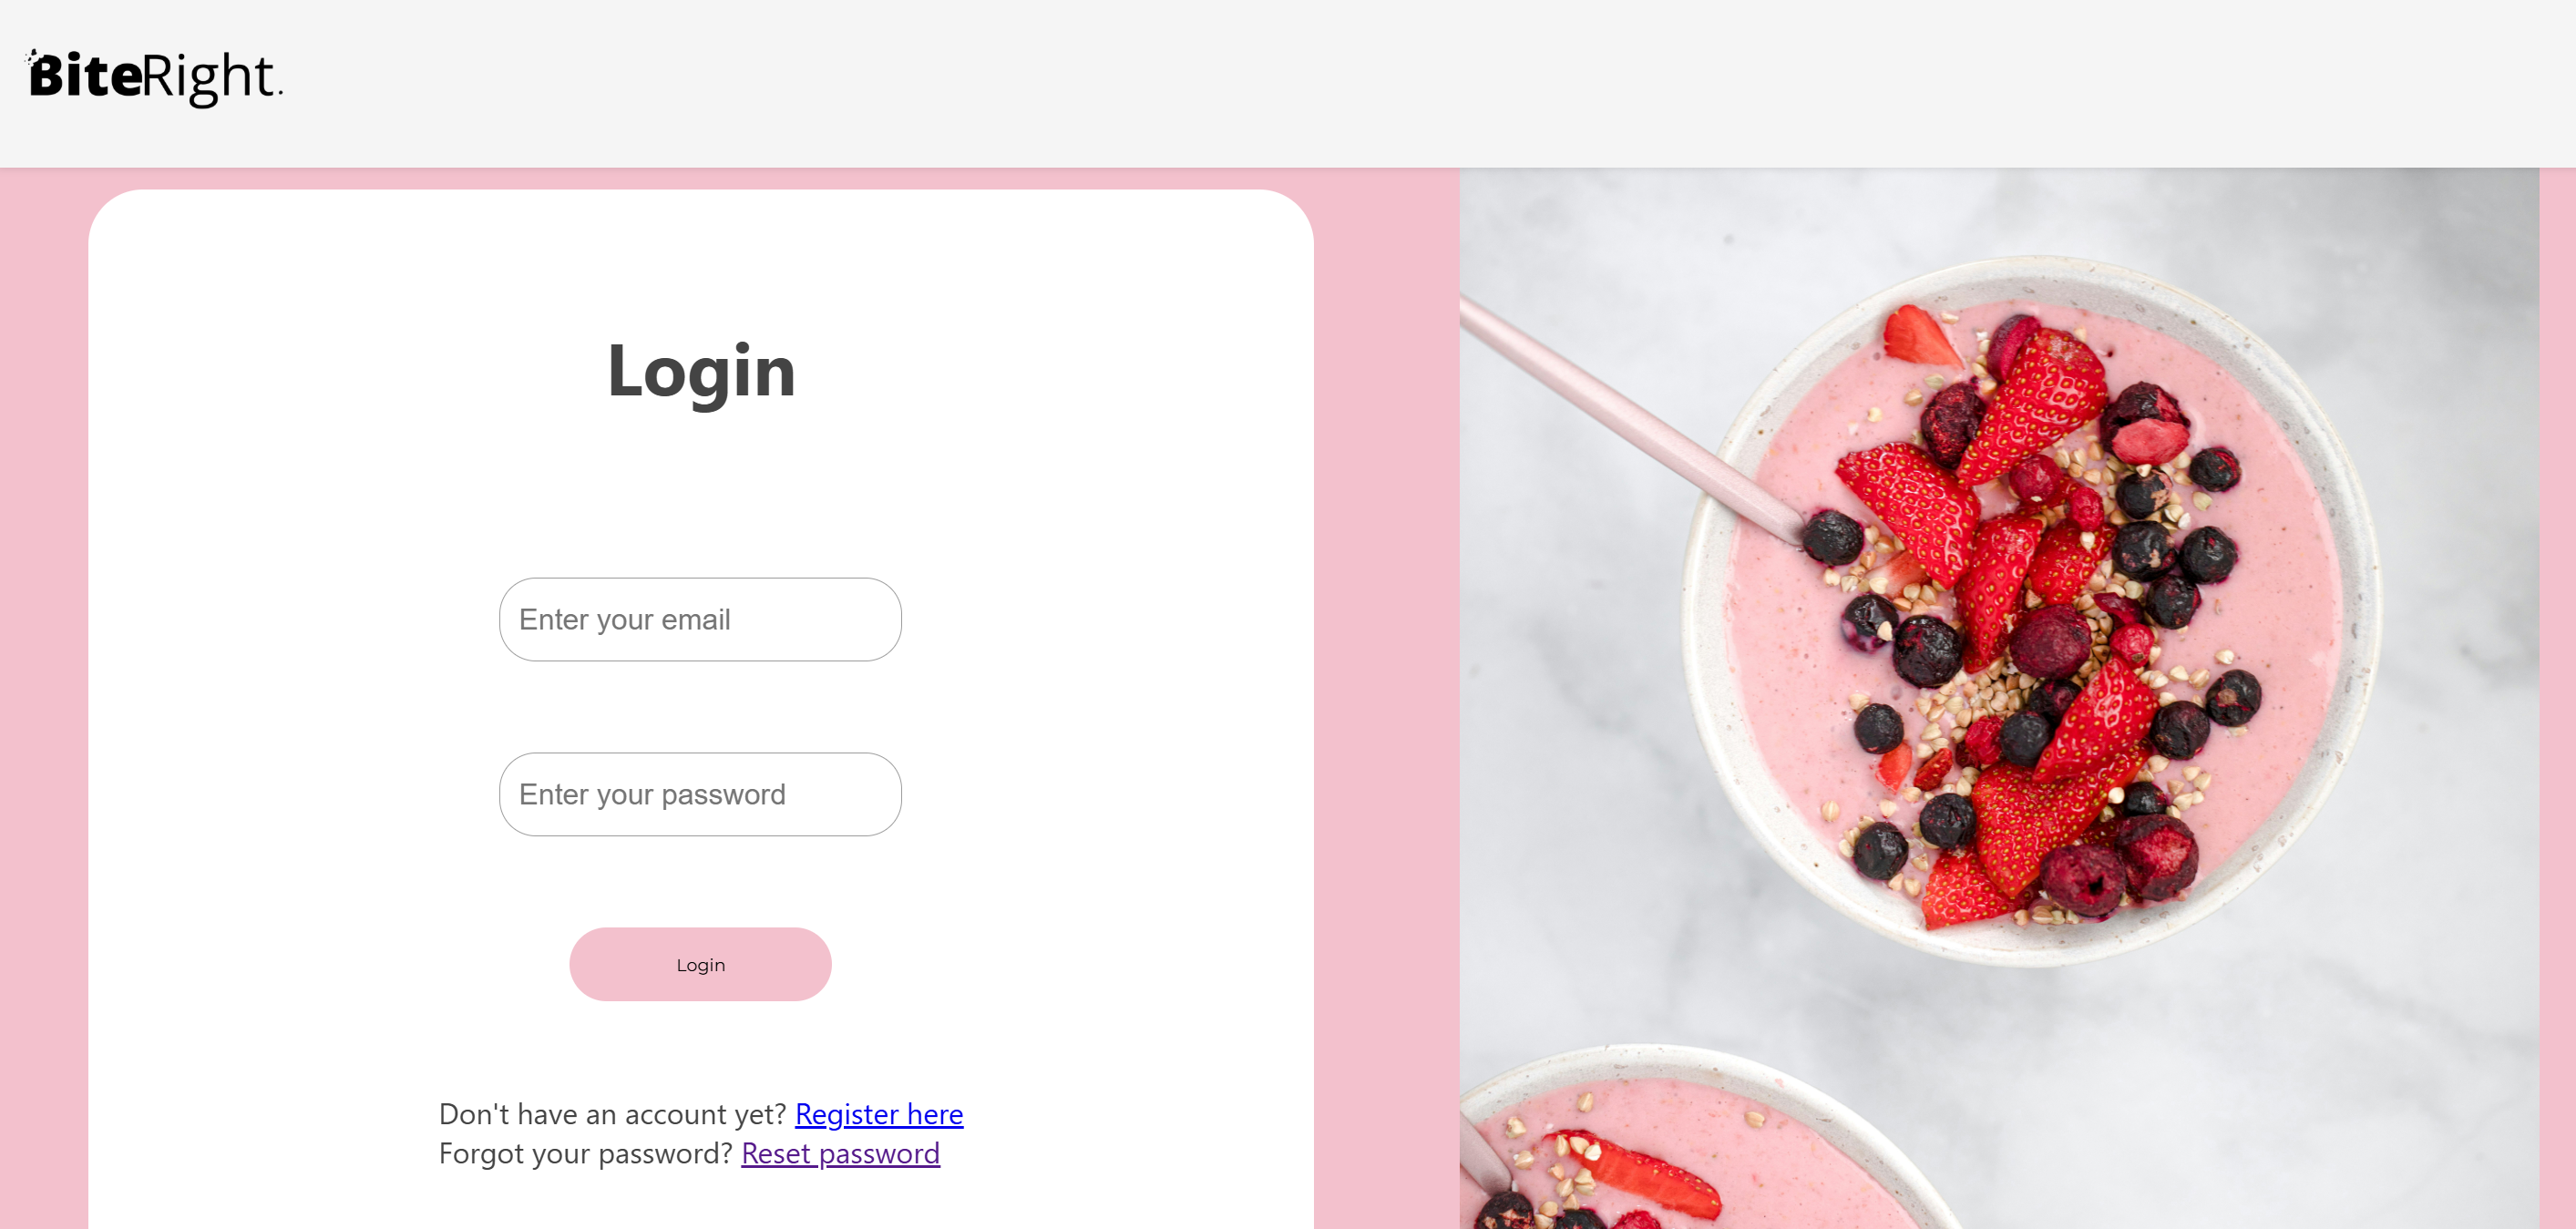 BiteRight.
Login
Enter your email
Enter your password
Login
Don't have an account yet? Register here
Forgot your password? Reset password